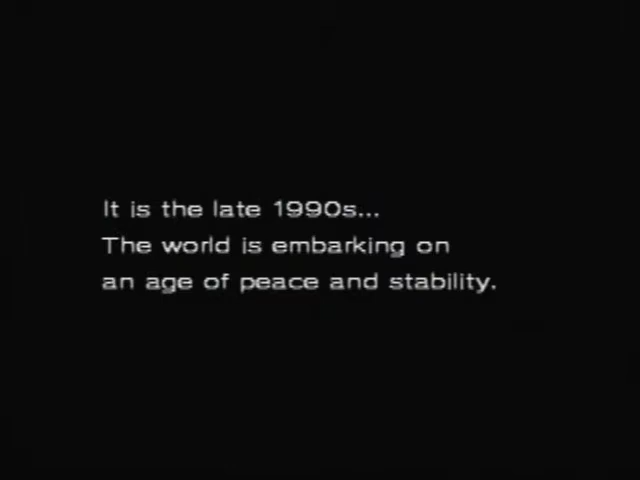 It is the late 1990s...
The world is embarking on
an age of peace and stability.